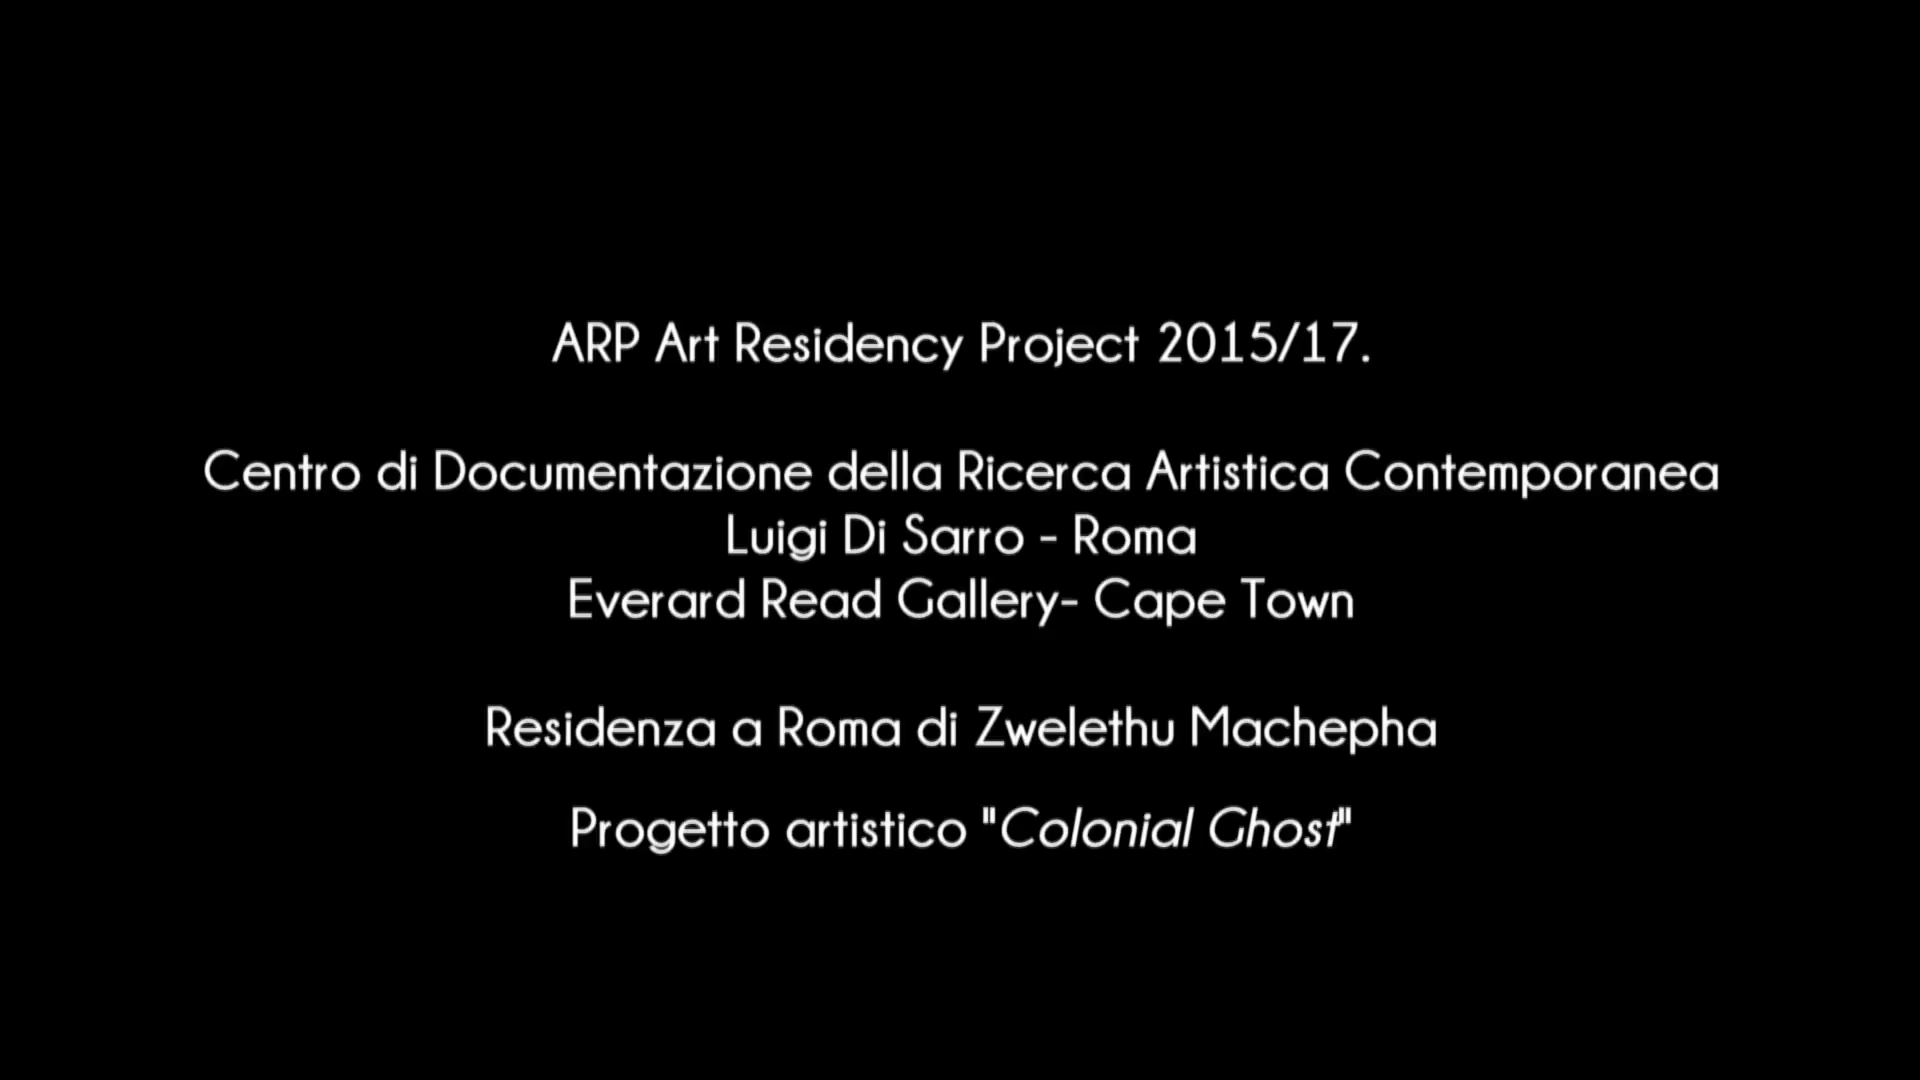 ARP Art Residency Project 2015/17.
Centro di Documentazione della Ricerca Artistica Contemporanea
Luigi Di Sarro - Roma
Everard Read Gallery- Cape Town
Residenza a Roma di Zwelethu Machepha
Progetto artistico "Colonial Ghost"